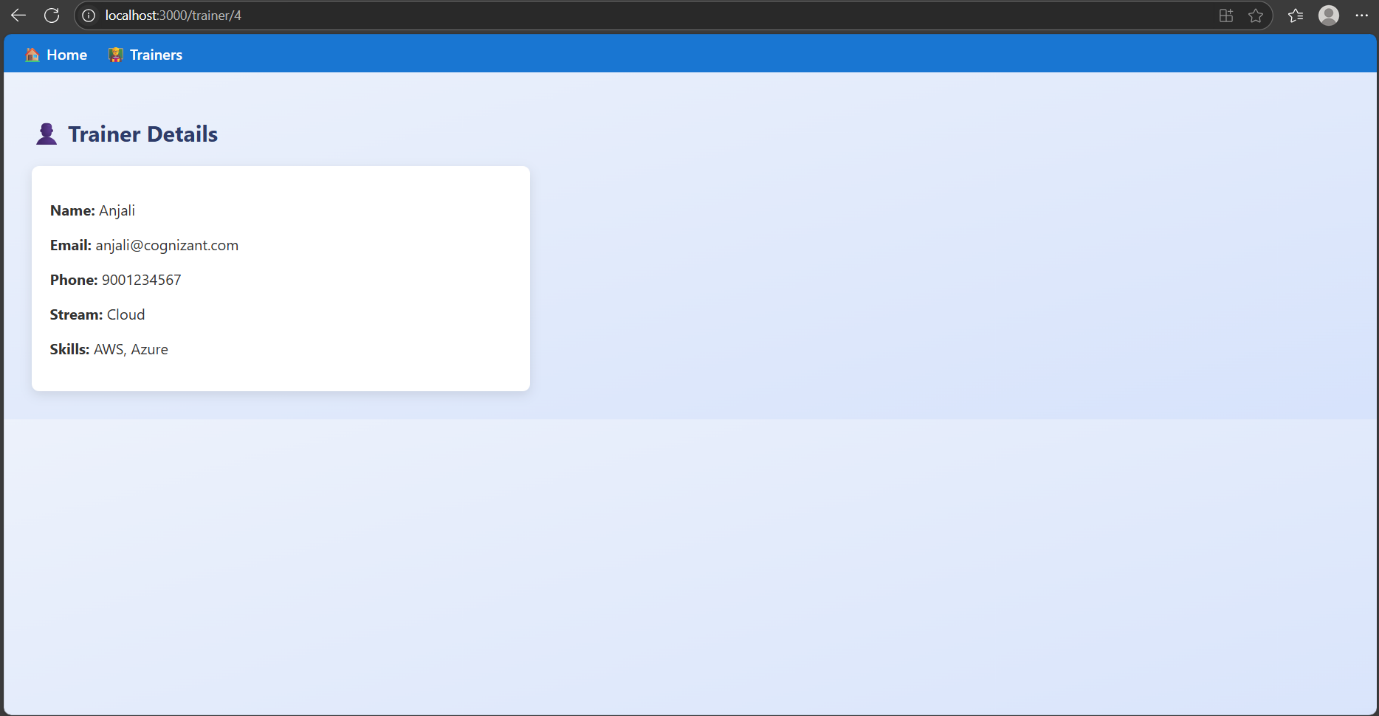 localhost:3000/trainer/4
Home Trainers
Trainer Details
Name: Anjali
Email: anjali@cognizant.com
Phone: 9001234567
Stream: Cloud
Skills: AWS, Azure